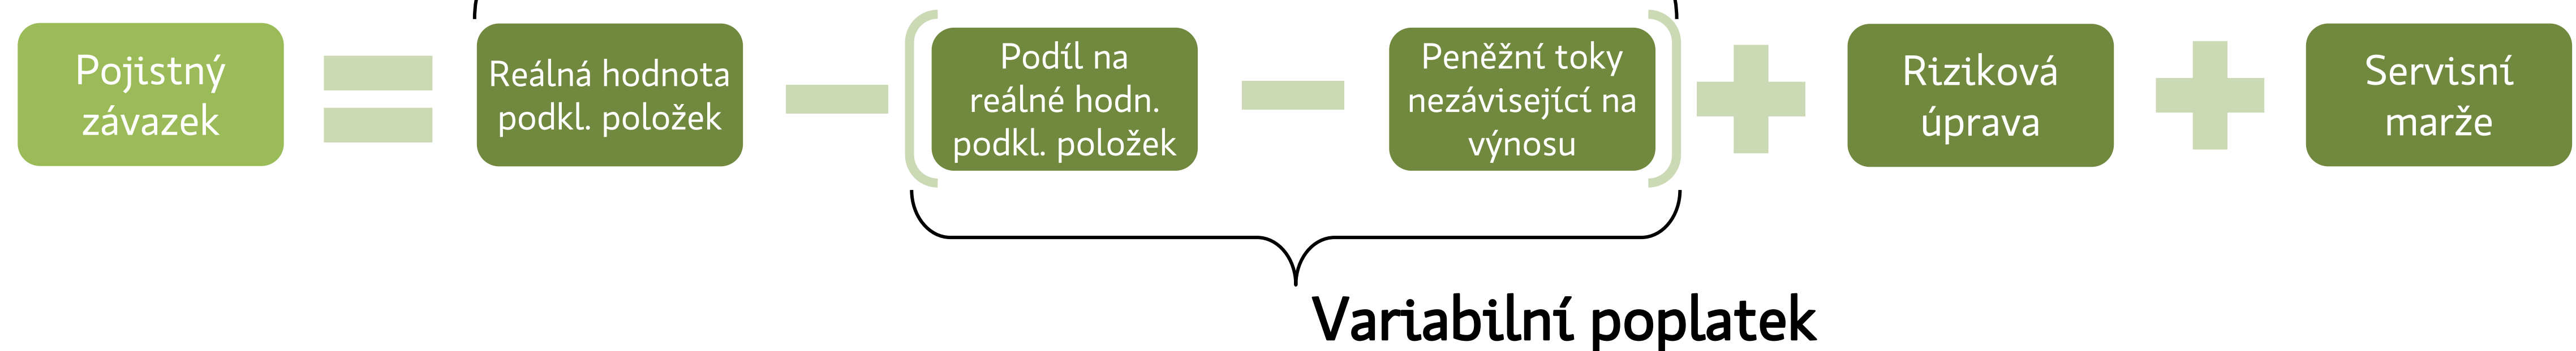 Pojistný
závazek
Reálná hodnota
podkl. položek
Podíl na
reálné hodn.
podkl. položek
Peněžní toky
nezávisející na
výnosu
Riziková
úprava
Servisní
marže
Variabilní poplatek